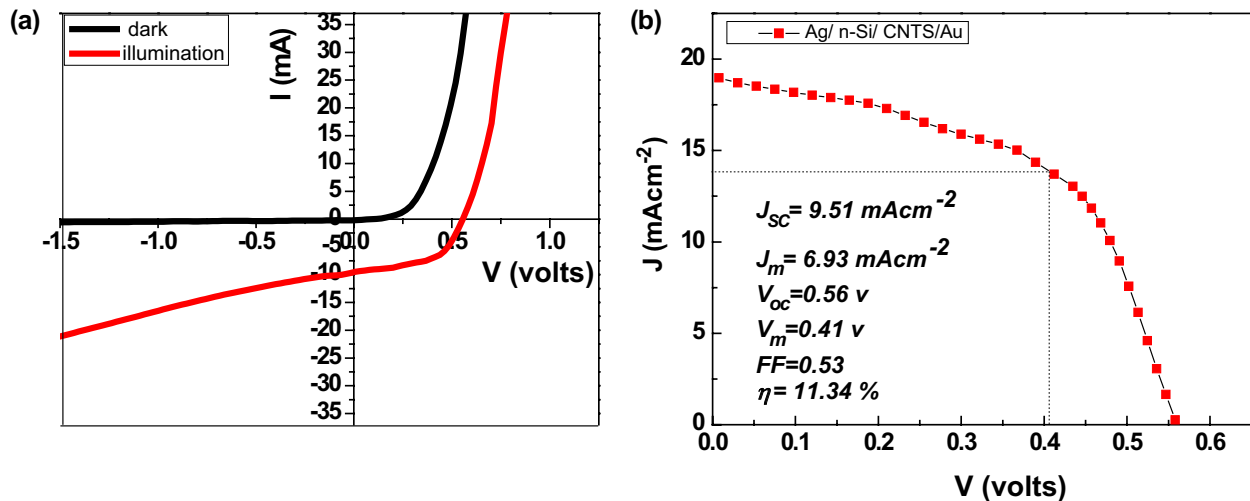 (a)
dark
illumination
I (mA)
35
30
25
20
15
10
5
0
-5
-10
-15
-20
-25
-30
-35
-1.5 -1.0 -0.5 0.0 0.5 1.0
V (volts)
(b)
Ag/ n-Si/ CNTS/Au
J (mAcm-2)
20
15
10
5
0
JSC= 9.51 mAcm-2
Jm= 6.93 mAcm-2
Voc=0.56 v
Vm=0.41 v
FF=0.53
η= 11.34 %
0.0 0.1 0.2 0.3 0.4 0.5 0.6
V (volts)